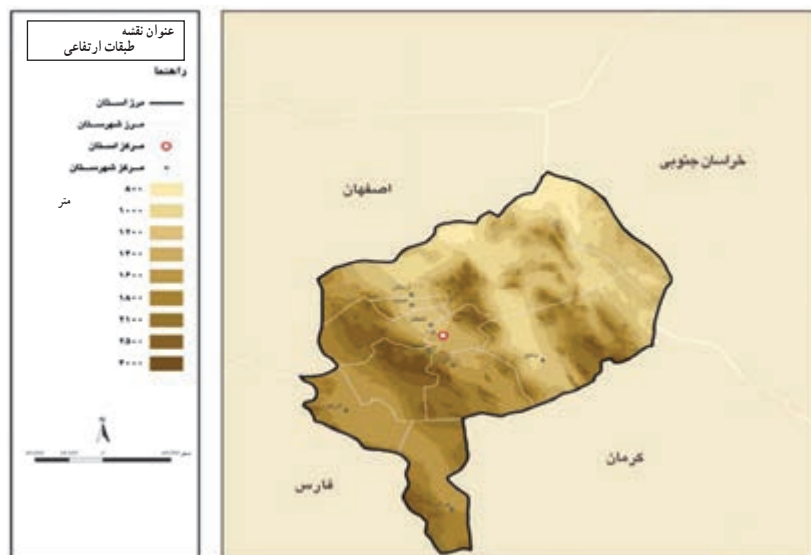 عنوان نقشه
طبقات ارتفاعی
راهنما
مرز استان
مرز شهرستان
مرکز استان
مرکز شهرستان
متر
۸۰۰
۱۰۰۰
۱۲۰۰
۱۴۰۰
۱۶۰۰
۱۸۰۰
۲۱۰۰
۲۵۰۰
۴۰۰۰
خراسان جنوبی
اصفهان
کرمان
فارس